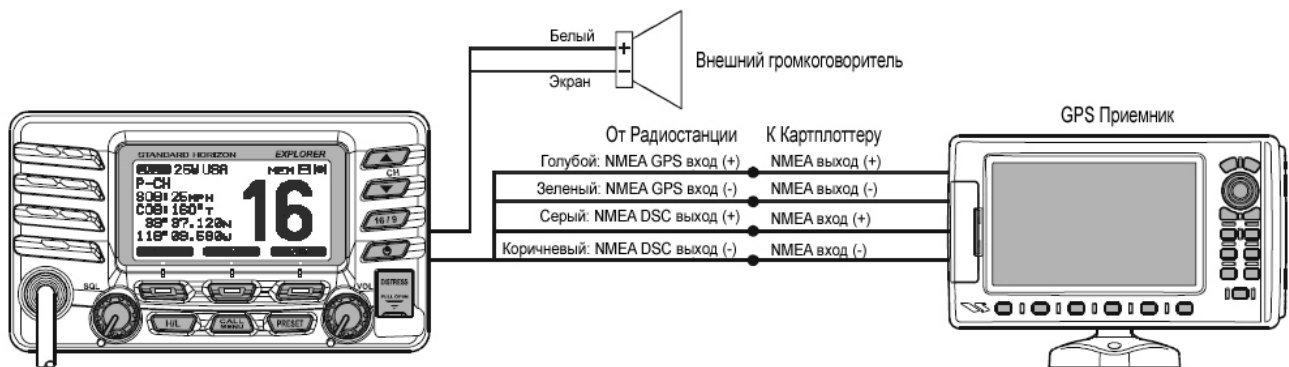 Белый
+
Внешний громкоговоритель
–
Экран
GPS Приемник
От Радиостанции К Картплоттеру
Голубой: NMEA GPS вход (+) NMEA выход (+)
Зеленый: NMEA GPS вход (-) NMEA выход (-)
Серый: NMEA DSC выход (+) NMEA вход (+)
Коричневый: NMEA DSC выход (-) NMEA вход (-)
STANDARD HORIZON EXPLORER
25W USA MEM
P-CH
16
CH
16 / 9
SQL
VOL
DISTRESS
H/L
CALL
MENU
PRESET